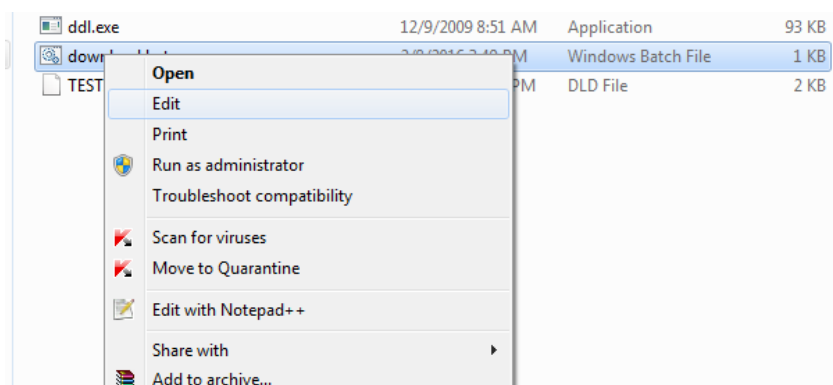 ddl.exe 12/9/2009 8:51 AM Application 93 KB
Windows Batch File 1 KB
TEST PM DLD File 2 KB
Open
Edit
Print
Run as administrator
Troubleshoot compatibility
Scan for viruses
Move to Quarantine
Edit with Notepad++
Share with
Add to archive...